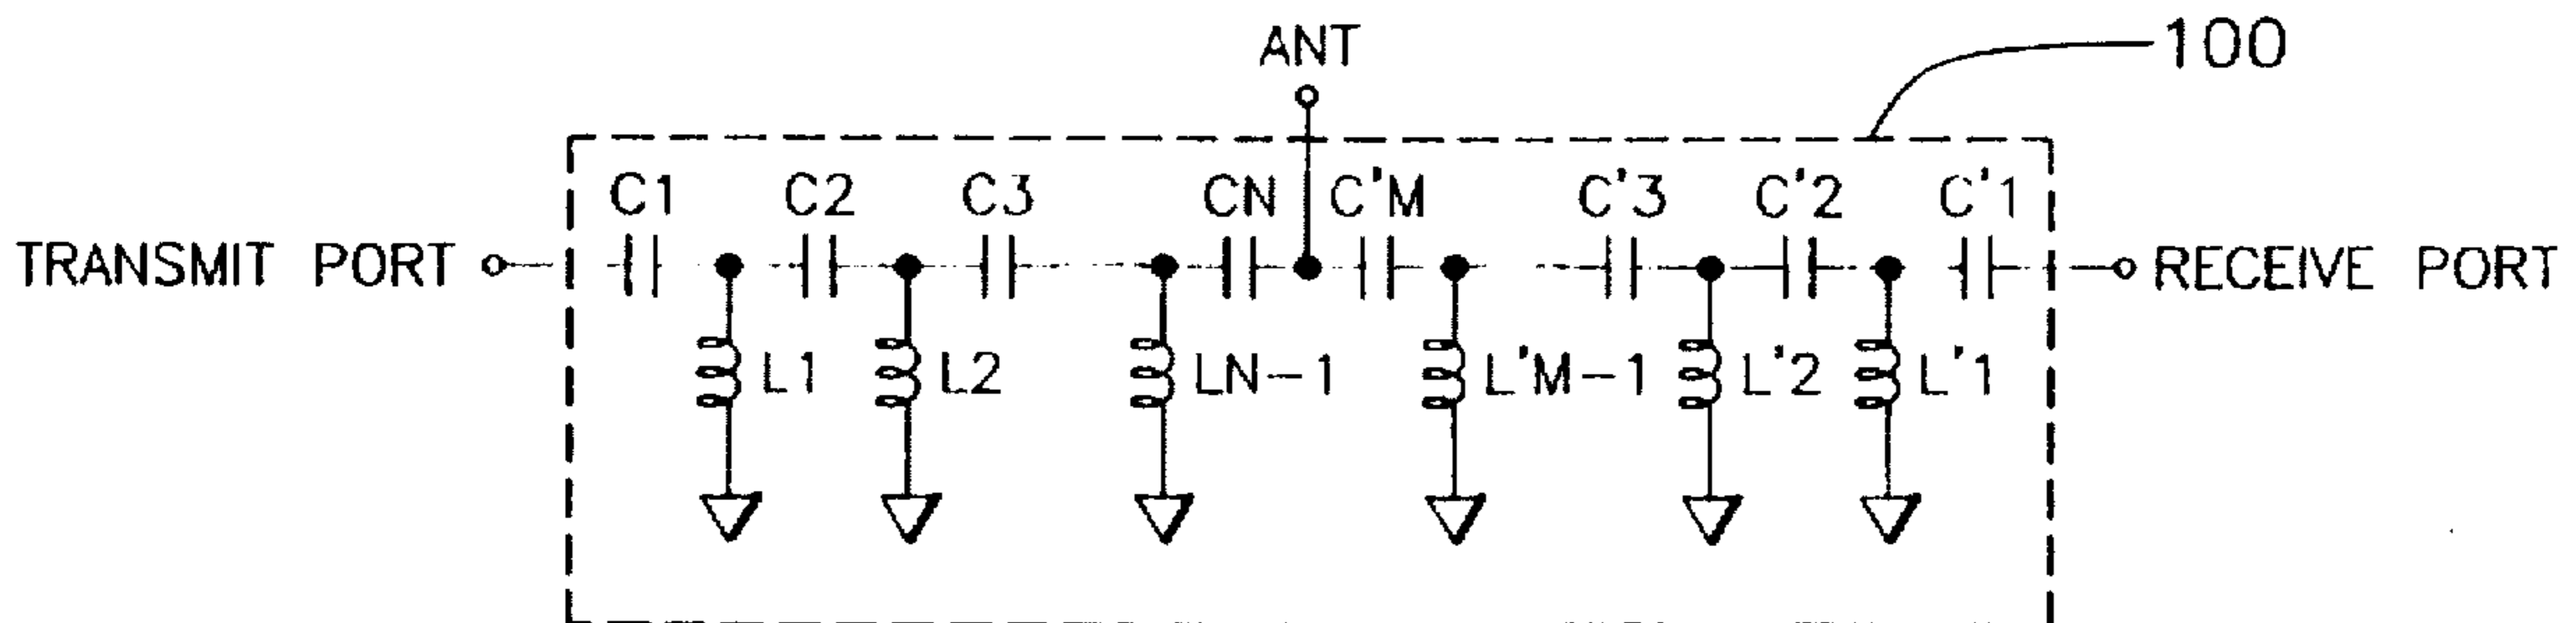 ANT
100
C1 C2 C3 CN C'M C'3 C'2 C'1
TRANSMIT PORT
RECEIVE PORT
L1 L2 LN-1 L'M-1 L'2 L'1